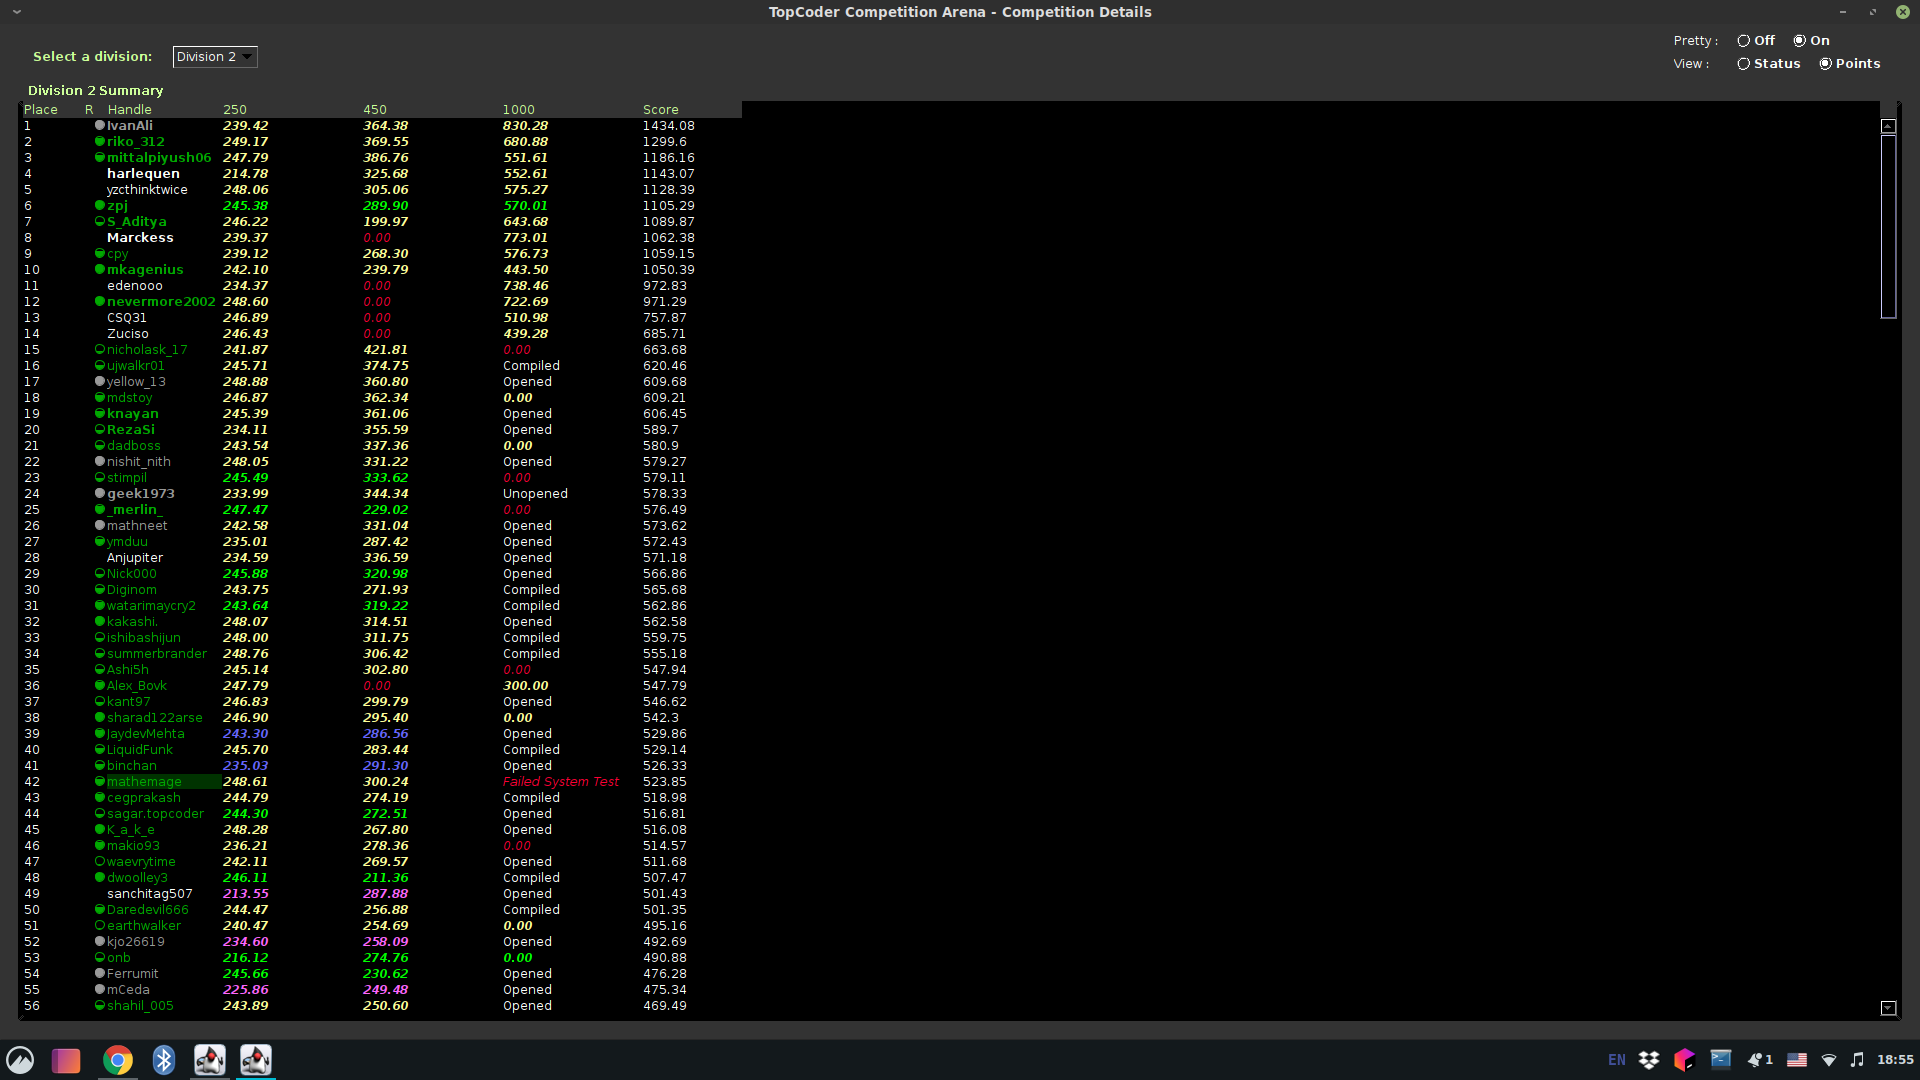 TopCoder Competition Arena - Competition Details
Select a division: Division 2 Pretty : Off On
View : Status Points
Division 2 Summary
Place R Handle 250 450 1000 Score
1 IvanAli 239.42 364.38 830.28 1434.08
2 riko_312 249.17 369.55 680.88 1299.6
3 mittalpiyush06 247.79 386.76 551.61 1186.16
4 harlequen 214.78 325.68 552.61 1143.07
5 yzcthinktwice 248.06 305.06 575.27 1128.39
6 zpj 245.38 289.90 570.01 1105.29
7 S_Aditya 246.22 199.97 643.68 1089.87
8 Marckess 239.37 0.00 773.01 1062.38
9 cpy 239.12 268.30 576.73 1059.15
10 mkagenius 242.10 239.79 443.50 1050.39
11 edenooo 234.37 0.00 738.46 972.83
12 nevermore2002 248.60 0.00 722.69 971.29
13 CSQ31 246.89 0.00 510.98 757.87
14 Zuciso 246.43 0.00 439.28 685.71
15 nicholask_17 241.87 421.81 0.00 663.68
16 ujwalkr01 245.71 374.75 Compiled 620.46
17 yellow_13 248.88 360.80 Opened 609.68
18 mdstoy 246.87 362.34 0.00 609.21
19 knayan 245.39 361.06 Opened 606.45
20 RezaSi 234.11 355.59 Opened 589.7
21 dadboss 243.54 337.36 0.00 580.9
22 nishit_nith 248.05 331.22 Opened 579.27
23 stimpil 245.49 333.62 0.00 579.11
24 geek1973 233.99 344.34 Unopened 578.33
25 _merlin_ 247.47 229.02 0.00 576.49
26 mathneet 242.58 331.04 Opened 573.62
27 ymduu 235.01 287.42 Opened 572.43
28 Anjupiter 234.59 336.59 Opened 571.18
29 Nick000 245.88 320.98 Opened 566.86
30 Diginom 243.75 271.93 Compiled 565.68
31 watarimaycry2 243.64 319.22 Compiled 562.86
32 kakashi. 248.07 314.51 Opened 562.58
33 ishibashijun 248.00 311.75 Compiled 559.75
34 summerbrander 248.76 306.42 Compiled 555.18
35 Ashi5h 245.14 302.80 0.00 547.94
36 Alex_Bovk 247.79 0.00 300.00 547.79
37 kant97 246.83 299.79 Opened 546.62
38 sharad122arse 246.90 295.40 0.00 542.3
39 JaydevMehta 243.30 286.56 Opened 529.86
40 LiquidFunk 245.70 283.44 Compiled 529.14
41 binchan 235.03 291.30 Opened 526.33
42 mathemage 248.61 300.24 Failed System Test 523.85
43 cegprakash 244.79 274.19 Compiled 518.98
44 sagar.topcoder 244.30 272.51 Opened 516.81
45 K_a_k_e 248.28 267.80 Opened 516.08
46 makio93 236.21 278.36 0.00 514.57
47 waevrytime 242.11 269.57 Opened 511.68
48 dwoolley3 246.11 211.36 Compiled 507.47
49 sanchitag507 213.55 287.88 Opened 501.43
50 Daredevil666 244.47 256.88 Compiled 501.35
51 earthwalker 240.47 254.69 0.00 495.16
52 kjo26619 234.60 258.09 Opened 492.69
53 onb 216.12 274.76 0.00 490.88
54 Ferrumit 245.66 230.62 Opened 476.28
55 mCeda 225.86 249.48 Opened 475.34
56 shahil_005 243.89 250.60 Opened 469.49
EN 1 18:55